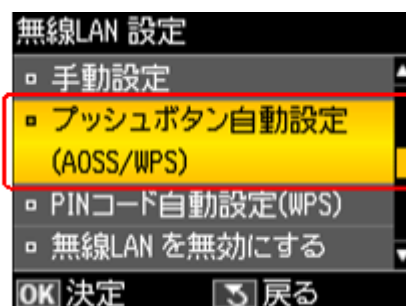 無線LAN 設定
手動設定
プッシュボタン自動設定
(AOSS/WPS)
PINコード自動設定(WPS)
無線LAN を無効にする
OK 決定 戻る